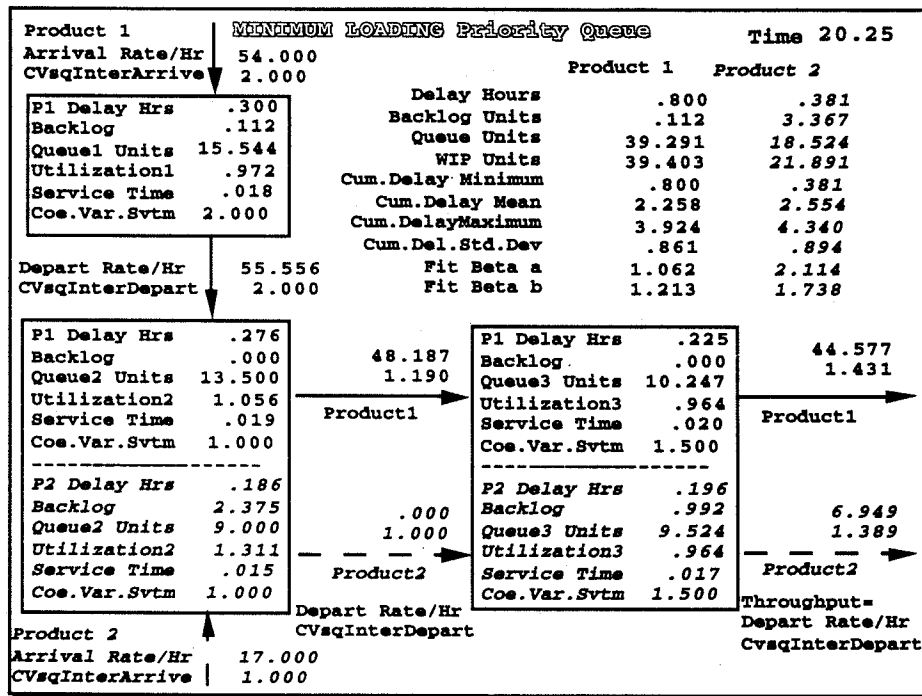 Product 1
MINIMUM LOADING Priority Queue
Time 20.25
Arrival Rate/Hr 54.000
CVsqInterArrive 2.000
P1 Delay Hrs .300
Backlog .112
Queue1 Units 15.544
Utilization1 .972
Service Time .018
Coe.Var.Svtm 2.000
Product 1 Product 2
Delay Hours .800 .381
Backlog Units .112 3.367
Queue Units 39.291 18.524
WIP Units 39.403 21.891
Cum.Delay Minimum .800 .381
Cum.Delay Mean 2.258 2.554
Cum.DelayMaximum 3.924 4.340
Cum.Del.Std.Dev .861 .894
Fit Beta a 1.062 2.114
Fit Beta b 1.213 1.738
Depart Rate/Hr 55.556
CVsqInterDepart 2.000
P1 Delay Hrs .276
Backlog .000
Queue2 Units 13.500
Utilization2 1.056
Service Time .019
Coe.Var.Svtm 1.000
------------------
P2 Delay Hrs .186
Backlog 2.375
Queue2 Units 9.000
Utilization2 1.311
Service Time .015
Coe.Var.Svtm 1.000
48.187
1.190
Product1
.000
1.000
Product2
Depart Rate/Hr
CVsqInterDepart
P1 Delay Hrs .225
Backlog .000
Queue3 Units 10.247
Utilization3 .964
Service Time .020
Coe.Var.Svtm 1.500
------------------
P2 Delay Hrs .196
Backlog .992
Queue3 Units 9.524
Utilization3 .964
Service Time .017
Coe.Var.Svtm 1.500
44.577
1.431
Product1
6.949
1.389
Product2
Throughput=
Depart Rate/Hr
CvsqInterDepart
Product 2
Arrival Rate/Hr 17.000
CVsqInterArrive 1.000